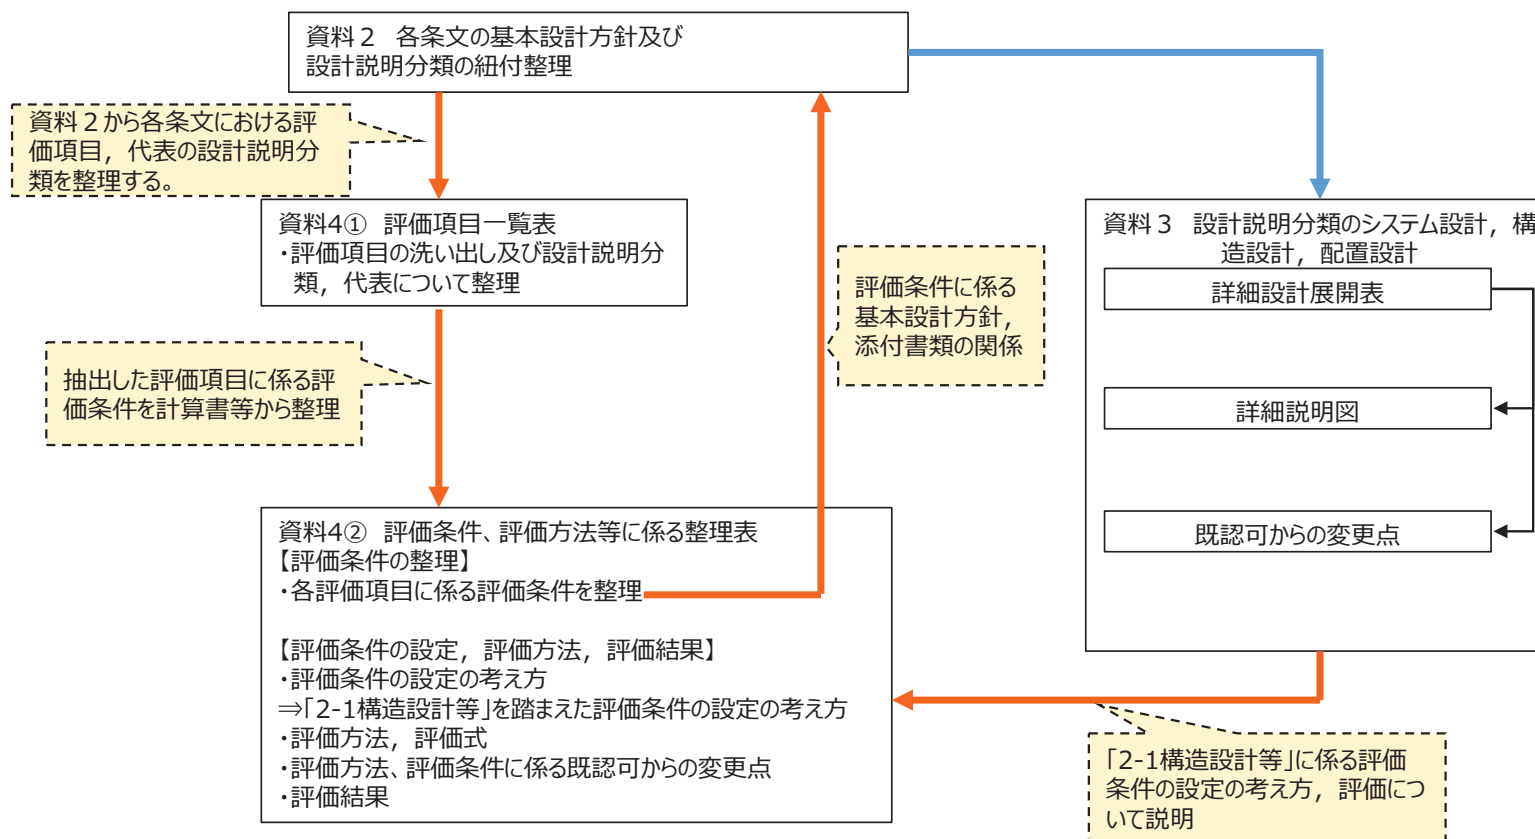 資料２　各条文の基本設計方針及び
設計説明分類の紐付整理
資料２から各条文における評
価項目，代表の設計説明分
類を整理する。
資料4①　評価項目一覧表
・評価項目の洗い出し及び設計説明分
類，代表について整理
評価条件に係る
基本設計方針，
添付書類の関係
資料３　設計説明分類のシステム設計，構
造設計，配置設計
詳細設計展開表
詳細説明図
既認可からの変更点
抽出した評価項目に係る評
価条件を計算書等から整理
資料4②　評価条件、評価方法等に係る整理表
【評価条件の整理】
・各評価項目に係る評価条件を整理
【評価条件の設定，評価方法，評価結果】
・評価条件の設定の考え方
⇒「2-1構造設計等」を踏まえた評価条件の設定の考え方
・評価方法，評価式
・評価方法、評価条件に係る既認可からの変更点
・評価結果
「2-1構造設計等」に係る評価
条件の設定の考え方，評価につ
いて説明